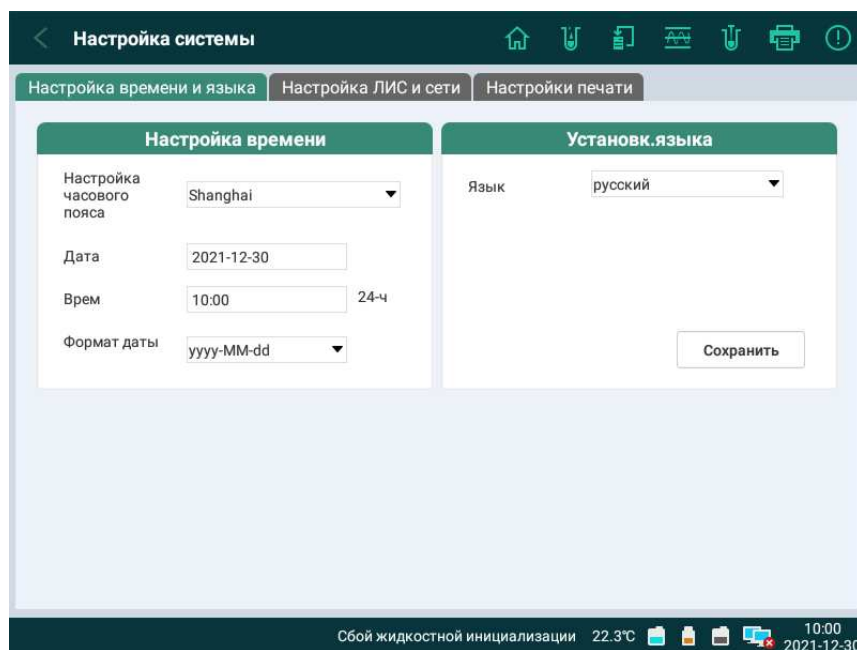 Настройка системы
Настройка времени и языка Настройка ЛИС и сети Настройки печати
Настройка времени
Настройка
часового
пояса
Shanghai
Дата 2021-12-30
Врем 10:00 24-ч
Формат даты yyyy-MM-dd
Установк.языка
Язык русский
Сохранить
Сбой жидкостной инициализации 22.3℃ 10:00
2021-12-30